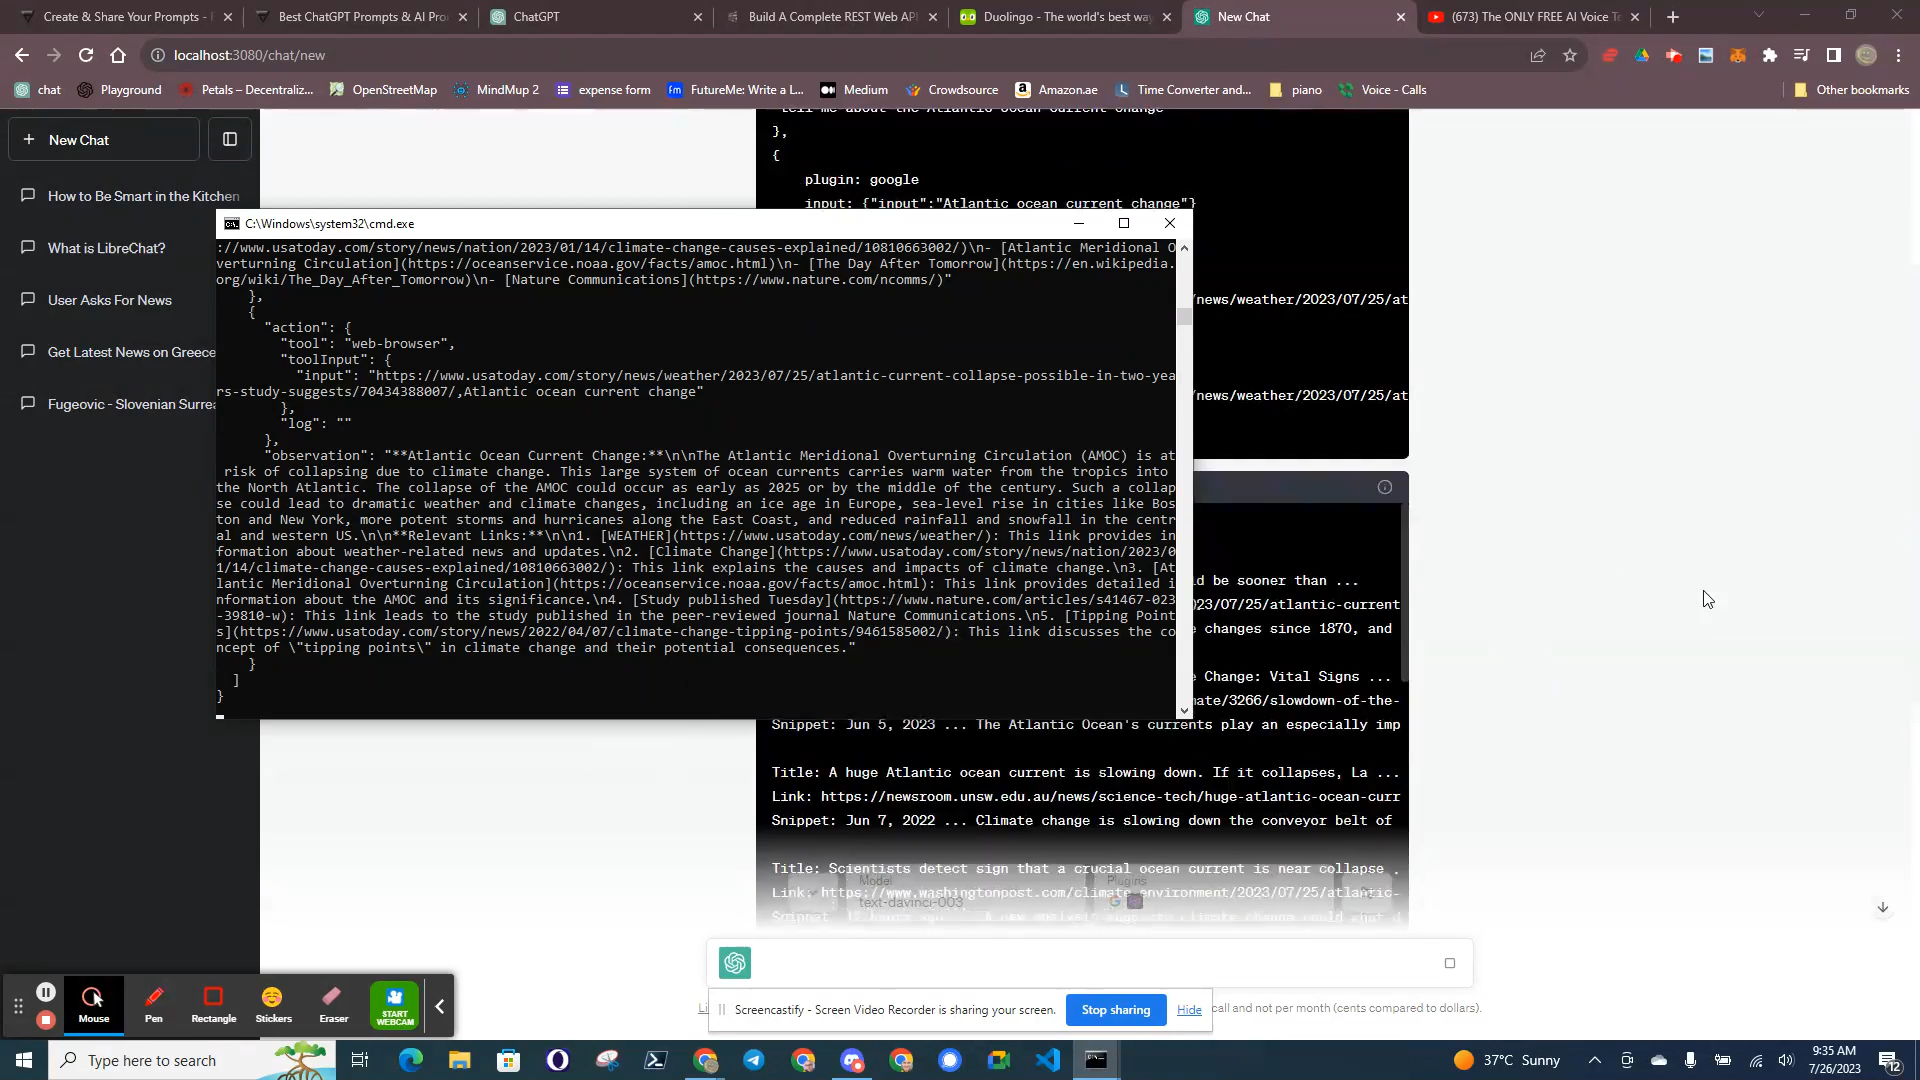 Create & Share Your Prompts -
Best ChatGPT Prompts & AI Pro
ChatGPT
Build A Complete REST Web API
Duolingo - The world's best way
New Chat
(673) The ONLY FREE AI Voice T
localhost:3080/chat/new
chat
Playground
Petals – Decentraliz...
OpenStreetMap
MindMup 2
expense form
FutureMe: Write a L...
Medium
Crowdsource
Amazon.ae
Time Converter and...
piano
Voice - Calls
Other bookmarks
New Chat
How to Be Smart in the Kitchen
What is LibreChat?
User Asks For News
Get Latest News on Greece
Fugeovic - Slovenian Surrea
"tell me about the Atlantic ocean current change"
},
{
plugin: google
input: {"input":"Atlantic ocean current change"}
C:\Windows\system32\cmd.exe
://www.usatoday.com/story/news/nation/2023/01/14/climate-change-causes-explained/10810663002/)\n- [Atlantic Meridional O
verturning Circulation](https://oceanservice.noaa.gov/facts/amoc.html)\n- [The Day After Tomorrow](https://en.wikipedia.
org/wiki/The_Day_After_Tomorrow)\n- [Nature Communications](https://www.nature.com/ncomms/)"
},
{
"action": {
"tool": "web-browser",
"toolInput": {
"input": "https://www.usatoday.com/story/news/weather/2023/07/25/atlantic-current-collapse-possible-in-two-yea
rs-study-suggests/70434388007/,Atlantic ocean current change"
},
"log": ""
},
"observation": "**Atlantic Ocean Current Change:**\n\nThe Atlantic Meridional Overturning Circulation (AMOC) is at
risk of collapsing due to climate change. This large system of ocean currents carries warm water from the tropics into
the North Atlantic. The collapse of the AMOC could occur as early as 2025 or by the middle of the century. Such a collap
se could lead to dramatic weather and climate changes, including an ice age in Europe, sea-level rise in cities like Bos
ton and New York, more potent storms and hurricanes along the East Coast, and reduced rainfall and snowfall in the centr
al and western US.\n\n**Relevant Links:**\n\n1. [WEATHER](https://www.usatoday.com/news/weather/): This link provides in
formation about weather-related news and updates.\n2. [Climate Change](https://www.usatoday.com/story/news/nation/2023/0
1/14/climate-change-causes-explained/10810663002/): This link explains the causes and impacts of climate change.\n3. [At
lantic Meridional Overturning Circulation](https://oceanservice.noaa.gov/facts/amoc.html): This link provides detailed i
nformation about the AMOC and its significance.\n4. [Study published Tuesday](https://www.nature.com/articles/s41467-023
-39810-w): This link leads to the study published in the peer-reviewed journal Nature Communications.\n5. [Tipping Point
s](https://www.usatoday.com/story/news/2022/04/07/climate-change-tipping-points/9461585002/): This link discusses the co
ncept of \"tipping points\" in climate change and their potential consequences."
}
]
}
/news/weather/2023/07/25/at
/news/weather/2023/07/25/at
ld be sooner than ...
023/07/25/atlantic-current
e changes since 1870, and
e Change: Vital Signs ...
mate/3266/slowdown-of-the-
Snippet: Jun 5, 2023 ... The Atlantic Ocean's currents play an especially imp
Title: A huge Atlantic ocean current is slowing down. If it collapses, La ...
Link: https://newsroom.unsw.edu.au/news/science-tech/huge-atlantic-ocean-curr
Snippet: Jun 7, 2022 ... Climate change is slowing down the conveyor belt of
Title: Scientists detect sign that a crucial ocean current is near collapse .
Model
Plugins
Link: https://www.washingtonpost.com/climate-environment/2023/07/25/atlantic-
text-davinci-003
Screencastify - Screen Video Recorder is sharing your screen.
Stop sharing
Hide
call and not per month (cents compared to dollars).
Mouse
Pen
Rectangle
Stickers
Eraser
START
WEBCAM
Type here to search
37°C Sunny
9:35 AM
7/26/2023
12